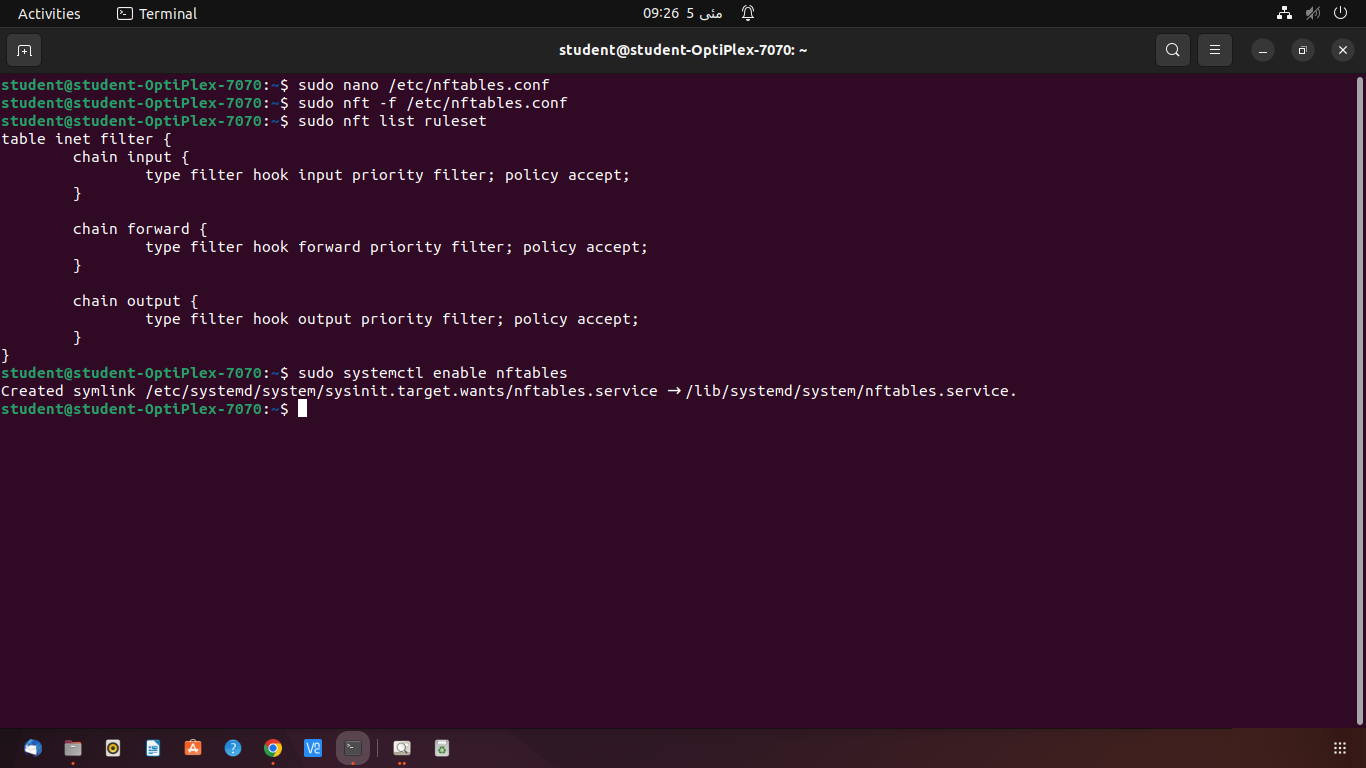 Activities
Terminal
09:26 5 مئی
student@student-OptiPlex-7070: ~
student@student-OptiPlex-7070:~$ sudo nano /etc/nftables.conf
student@student-OptiPlex-7070:~$ sudo nft -f /etc/nftables.conf
student@student-OptiPlex-7070:~$ sudo nft list ruleset
table inet filter {
        chain input {
                type filter hook input priority filter; policy accept;
        }

        chain forward {
                type filter hook forward priority filter; policy accept;
        }

        chain output {
                type filter hook output priority filter; policy accept;
        }
}
student@student-OptiPlex-7070:~$ sudo systemctl enable nftables
Created symlink /etc/systemd/system/sysinit.target.wants/nftables.service → /lib/systemd/system/nftables.service.
student@student-OptiPlex-7070:~$